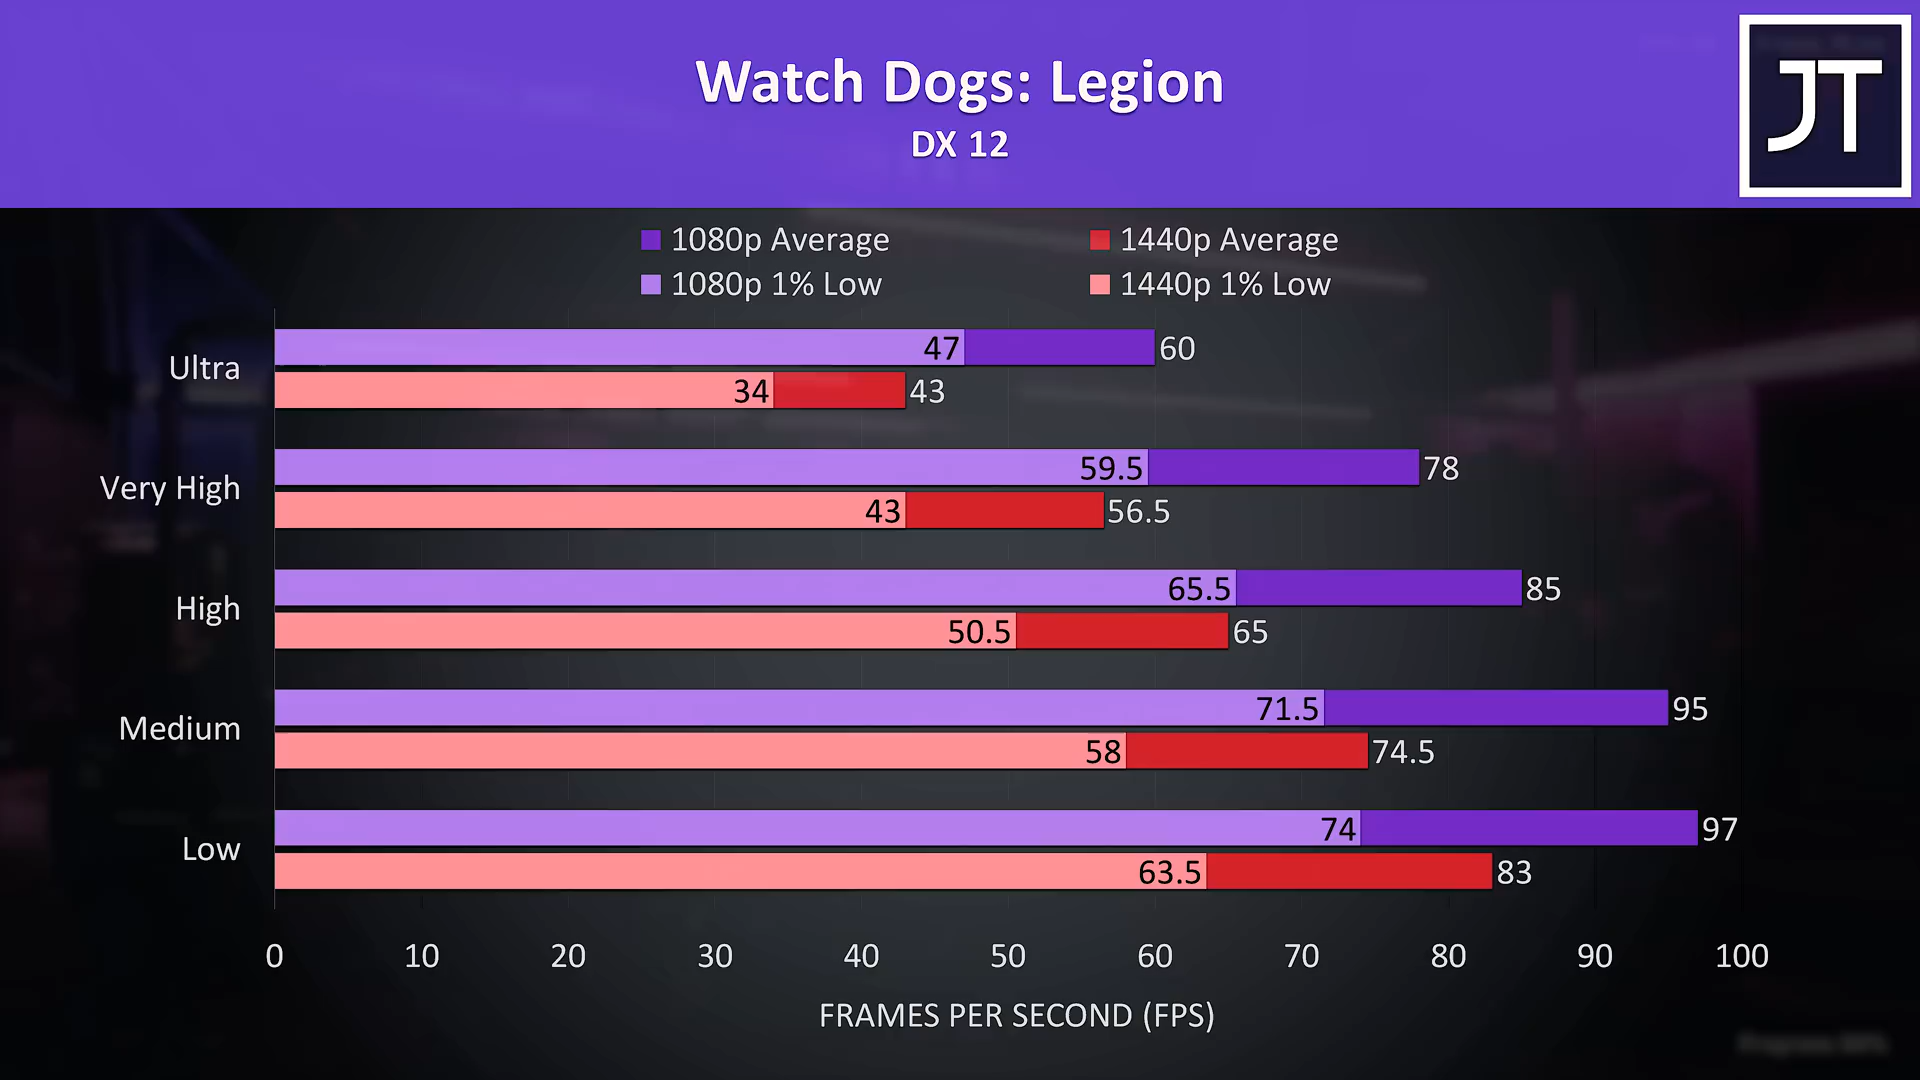 Watch Dogs: Legion
DX 12
JT
1080p Average
1440p Average
1080p 1% Low
1440p 1% Low
Ultra
47
60
34
43
Very High
59.5
78
43
56.5
High
65.5
85
50.5
65
Medium
71.5
95
58
74.5
Low
74
97
63.5
83
0 10 20 30 40 50 60 70 80 90 100
FRAMES PER SECOND (FPS)